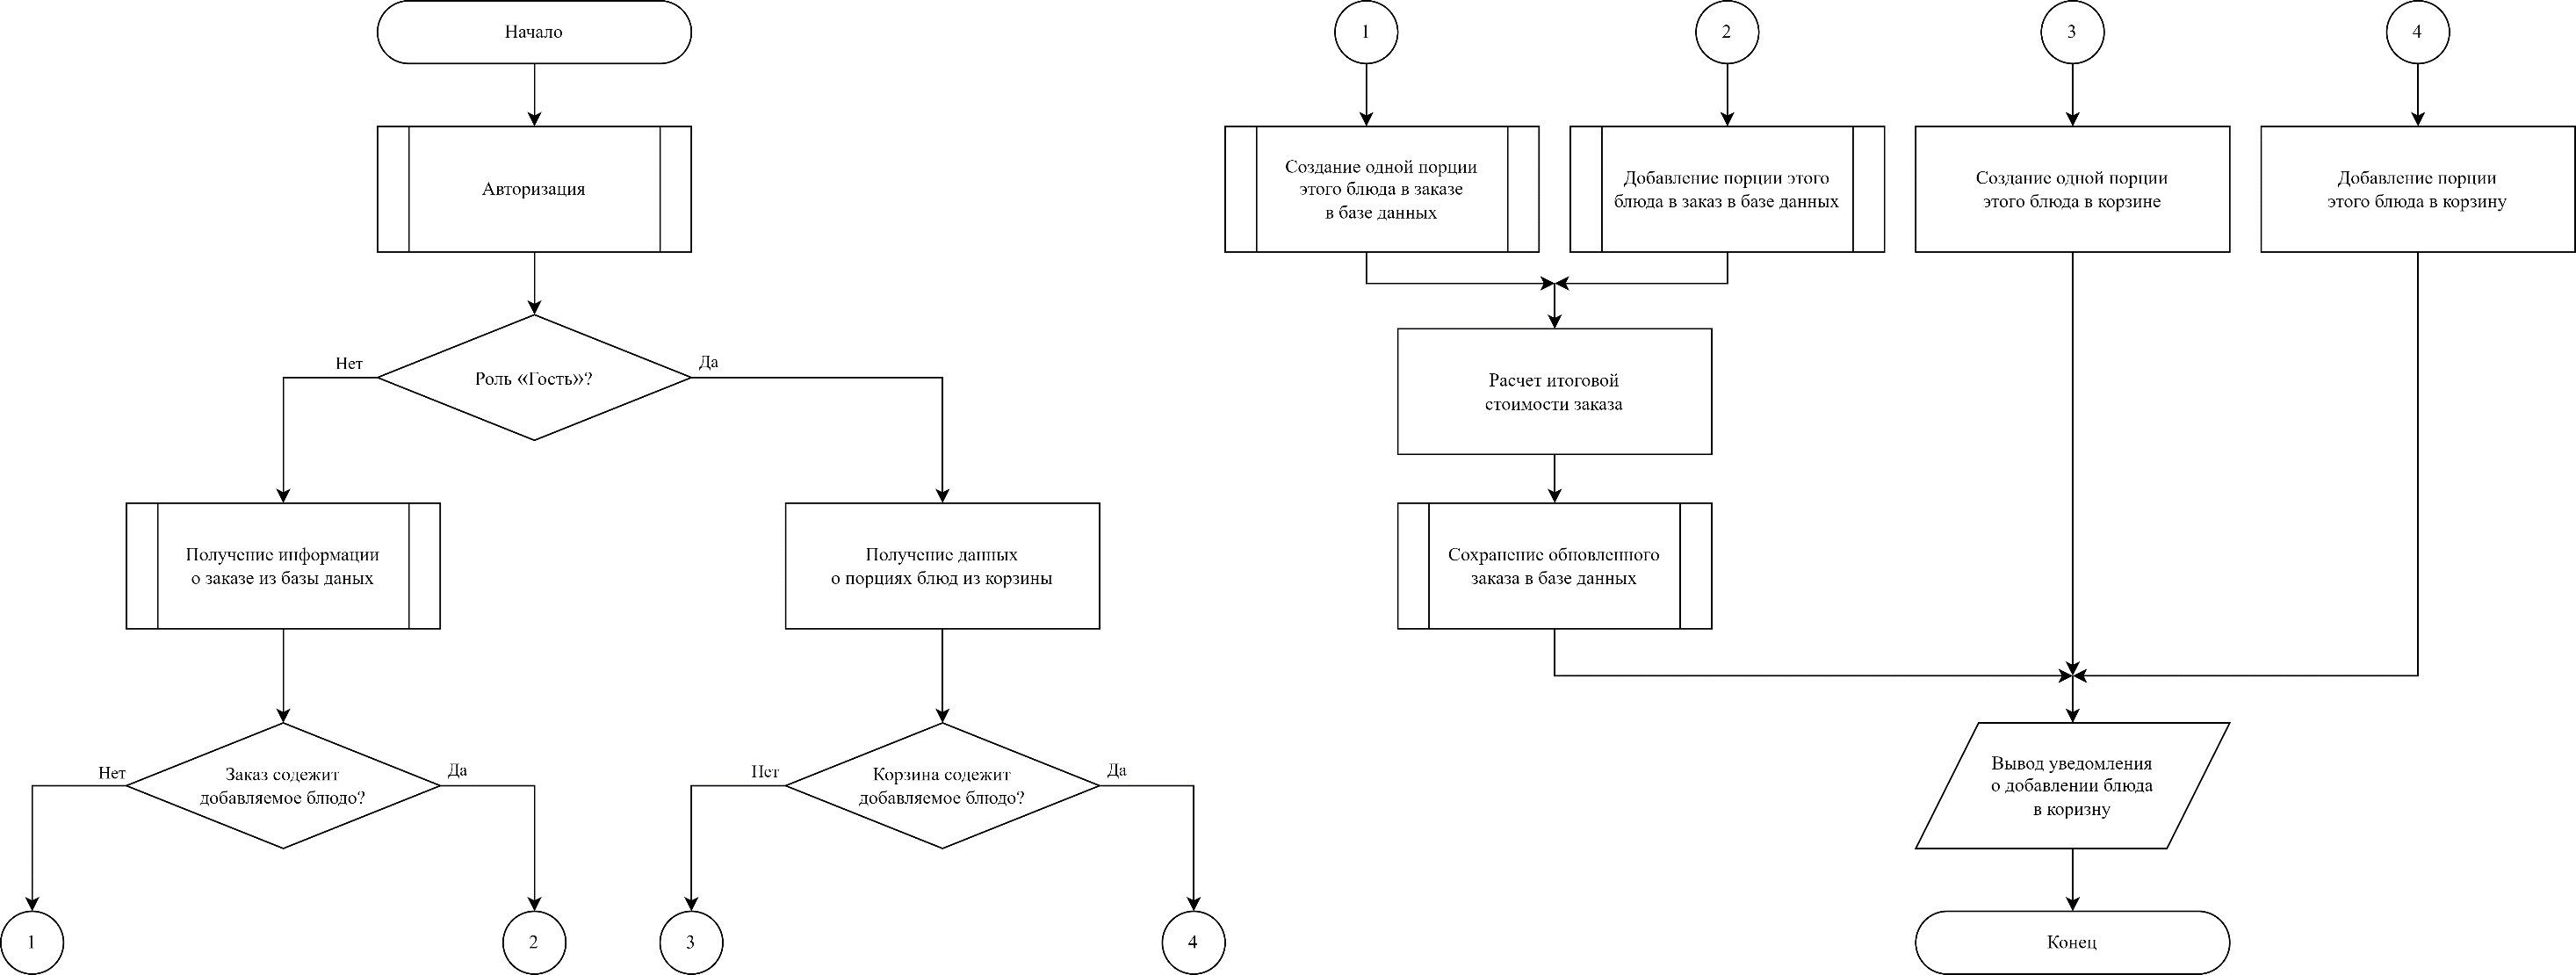 Начало
Авторизация
Роль «Гость»?
Нет
Да
Получение информации
о заказе из базы даных
Получение данных
о порциях блюд из корзины
Заказ содежит
добавляемое блюдо?
Нет
Да
Корзина содежит
добавляемое блюдо?
Нет
Да
1
2
3
4
1
2
3
4
Создание одной порции
этого блюда в заказе
в базе данных
Добавление порции этого
блюда в заказ в базе данных
Создание одной порции
этого блюда в корзине
Добавление порции
этого блюда в корзину
Расчет итоговой
стоимости заказа
Сохранение обновленного
заказа в базе данных
Вывод уведомления
о добавлении блюда
в коризну
Конец